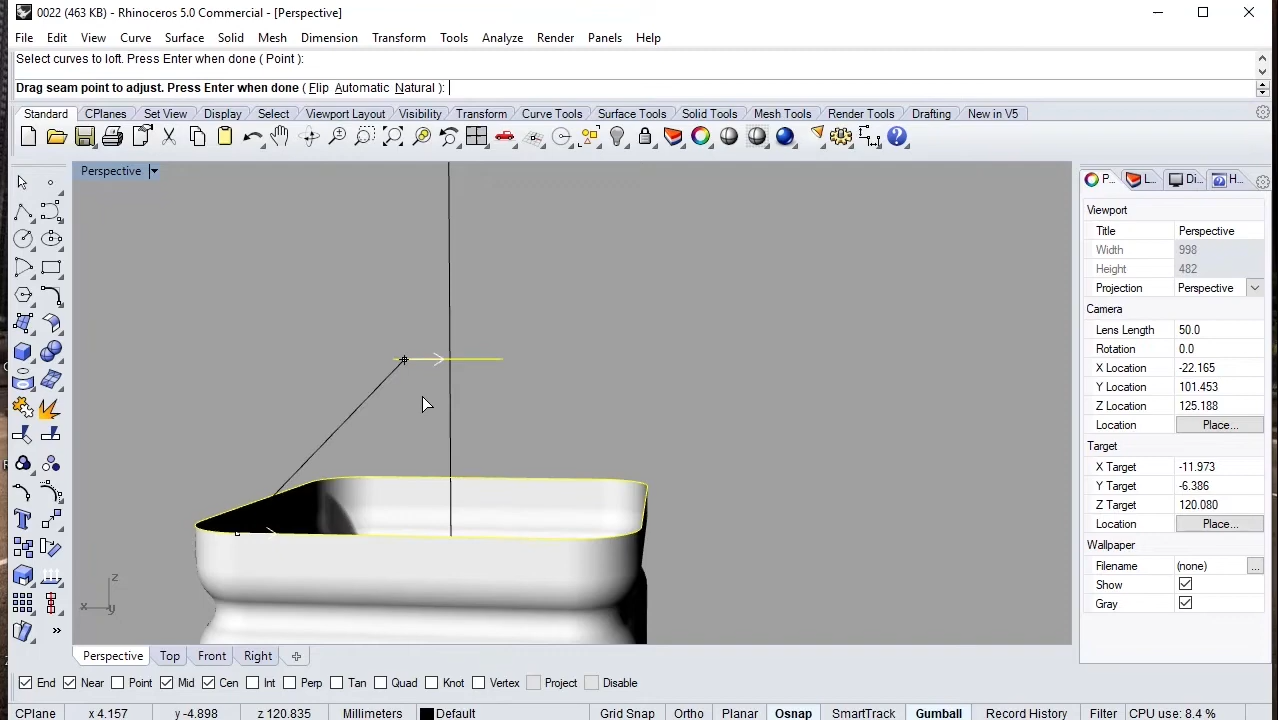 0022 (463 KB) - Rhinoceros 5.0 Commercial - [Perspective]
File Edit View Curve Surface Solid Mesh Dimension Transform Tools Analyze Render Panels Help
Select curves to loft. Press Enter when done ( Point ):
Drag seam point to adjust. Press Enter when done ( Flip Automatic Natural ):
Standard CPlanes Set View Display Select Viewport Layout Visibility Transform Curve Tools Surface Tools Solid Tools Mesh Tools Render Tools Drafting New in V5
Perspective
P... L... Di... H...
Viewport
Title Perspective
Width 998
Height 482
Projection Perspective
Camera
Lens Length 50.0
Rotation 0.0
X Location -22.165
Y Location 101.453
Z Location 125.188
Location Place...
Target
X Target -11.973
Y Target -6.386
Z Target 120.080
Location Place...
Wallpaper
Filename (none) ...
Show
Gray
z
x y
Perspective Top Front Right
End Near Point Mid Cen Int Perp Tan Quad Knot Vertex Project Disable
CPlane x 4.157 y -4.898 z 120.835 Millimeters Default Grid Snap Ortho Planar Osnap SmartTrack Gumball Record History Filter CPU use: 8.4 %